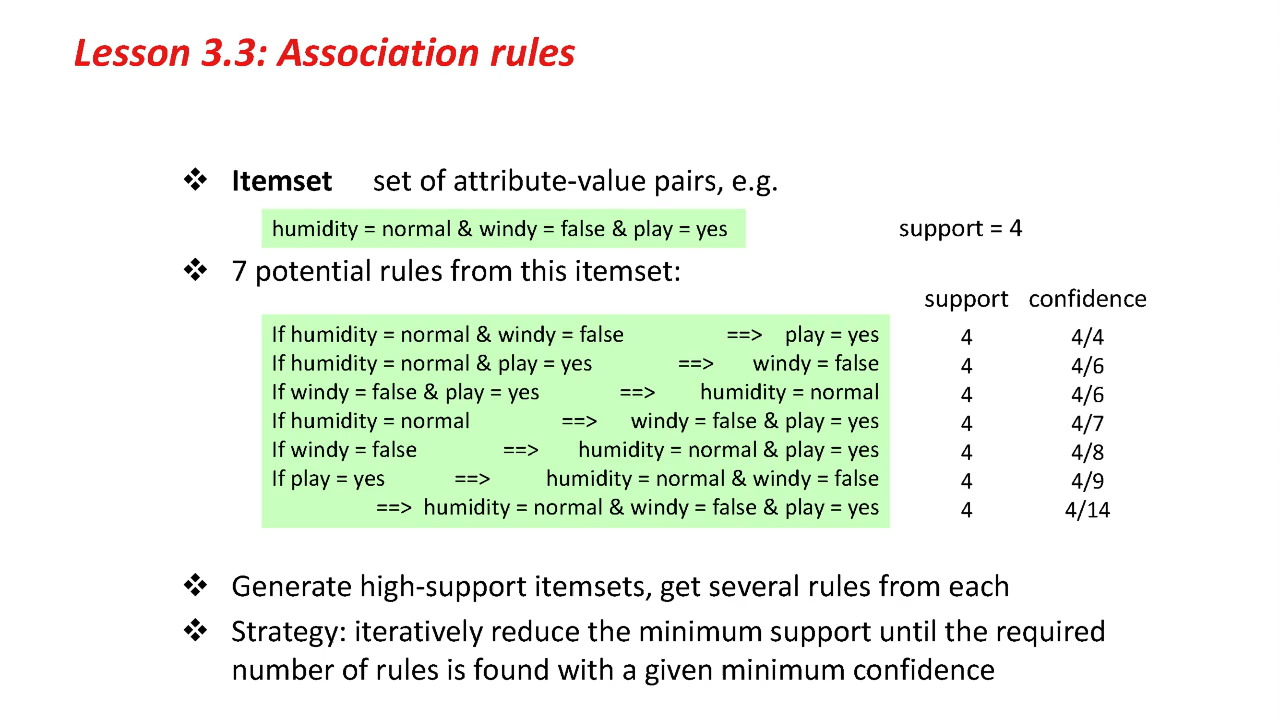 Lesson 3.3: Association rules
❖ Itemset set of attribute-value pairs, e.g.
humidity = normal & windy = false & play = yes support = 4
❖ 7 potential rules from this itemset:
support confidence
If humidity = normal & windy = false ==> play = yes 4 4/4
If humidity = normal & play = yes ==> windy = false 4 4/6
If windy = false & play = yes ==> humidity = normal 4 4/6
If humidity = normal ==> windy = false & play = yes 4 4/7
If windy = false ==> humidity = normal & play = yes 4 4/8
If play = yes ==> humidity = normal & windy = false 4 4/9
==> humidity = normal & windy = false & play = yes 4 4/14
❖ Generate high-support itemsets, get several rules from each
❖ Strategy: iteratively reduce the minimum support until the required
number of rules is found with a given minimum confidence